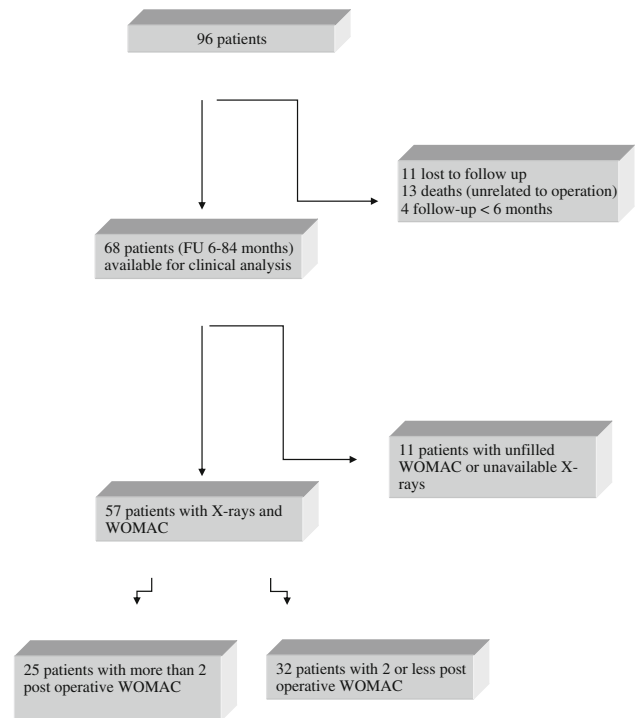 96 patients
11 lost to follow up
13 deaths (unrelated to operation)
4 follow-up < 6 months
68 patients (FU 6-84 months)
available for clinical analysis
11 patients with unfilled
WOMAC or unavailable X-
rays
57 patients with X-rays and
WOMAC
25 patients with more than 2
post operative WOMAC
32 patients with 2 or less post
operative WOMAC